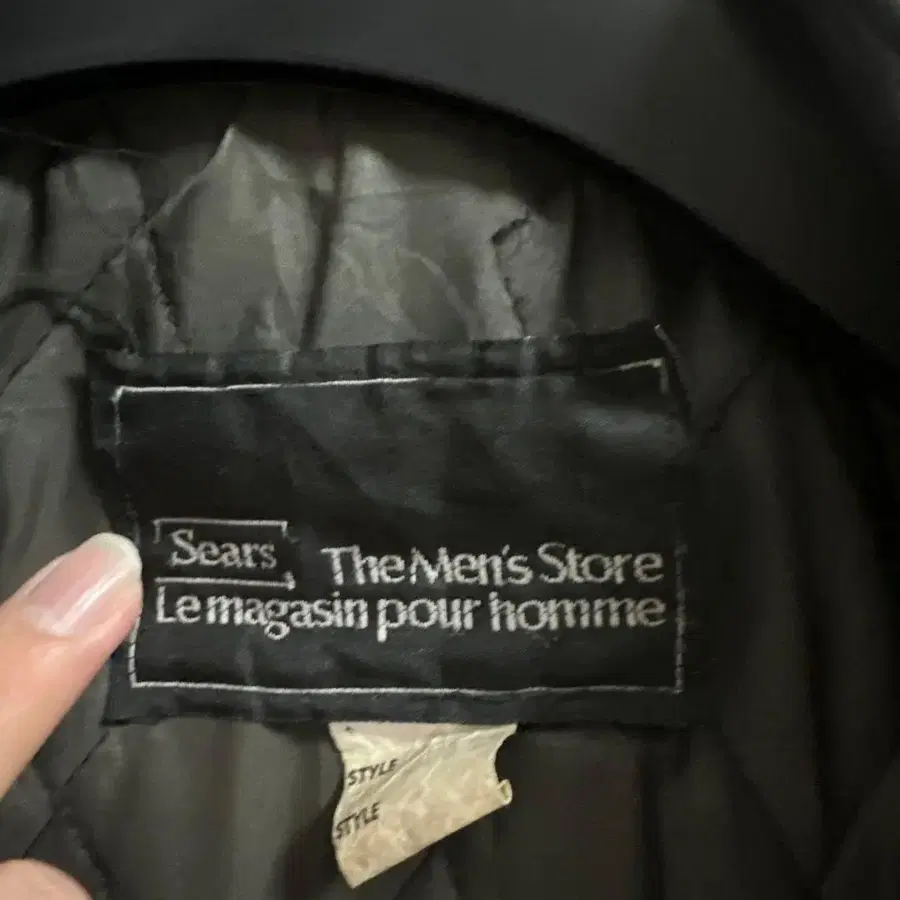 Sears The Men's Store
Le magasin pour homme
STYLE
STYLE